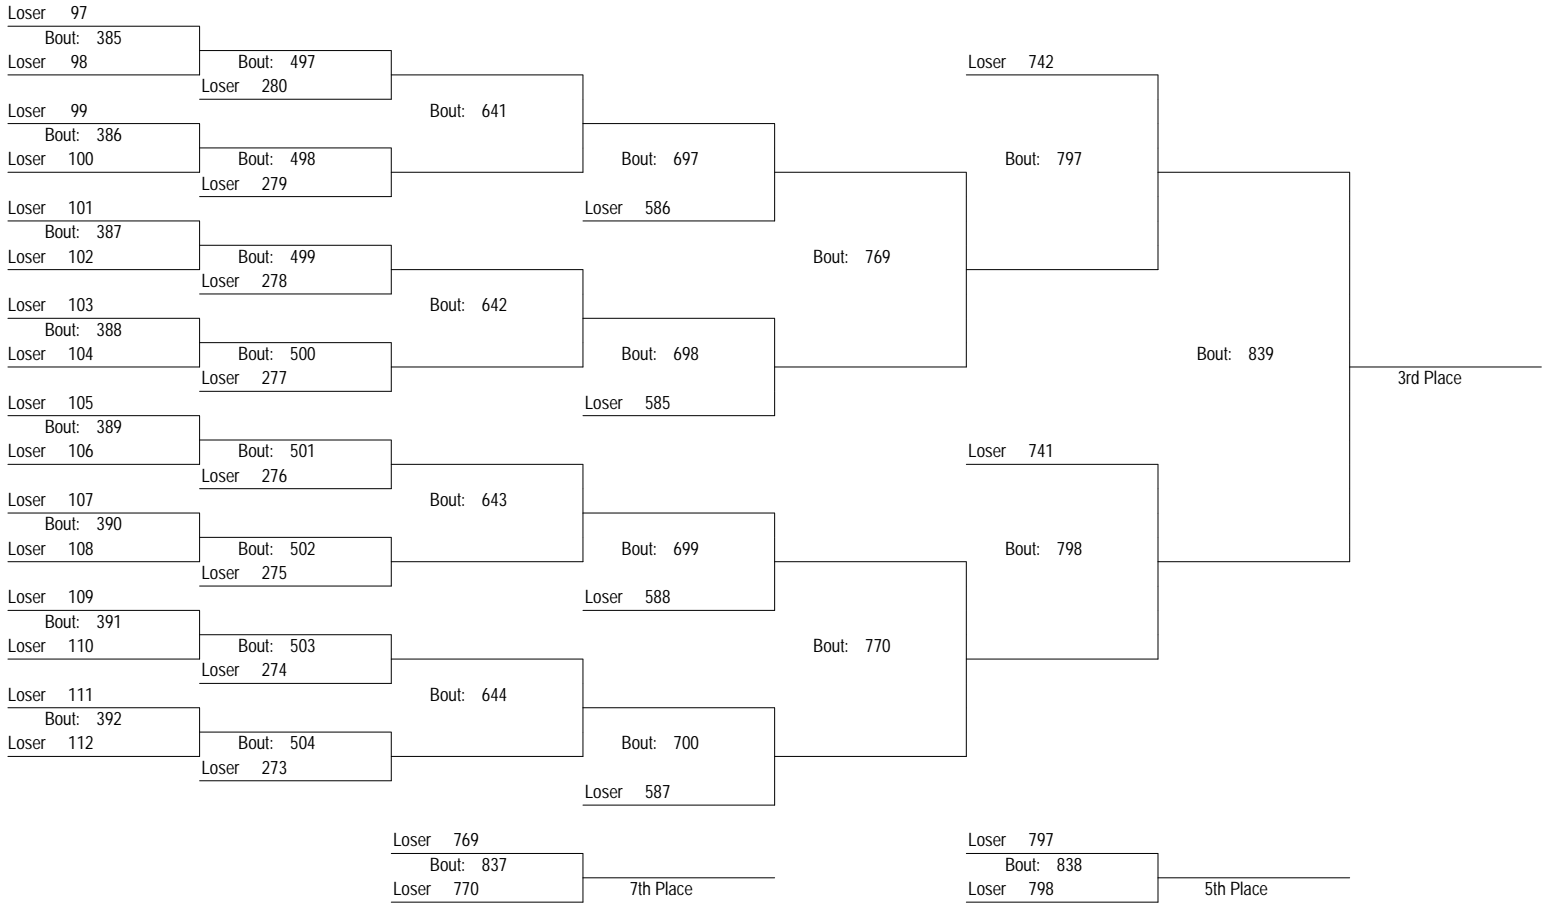 Loser 97
Bout: 385
Loser 98
Bout: 497
Loser 742
Loser 280
Loser 99
Bout: 641
Bout: 386
Loser 100
Bout: 498
Bout: 697
Bout: 797
Loser 279
Loser 101
Loser 586
Bout: 387
Loser 102
Bout: 499
Bout: 769
Loser 278
Loser 103
Bout: 642
Bout: 388
Loser 104
Bout: 500
Bout: 698
Bout: 839
Loser 277
3rd Place
Loser 105
Loser 585
Bout: 389
Loser 106
Bout: 501
Loser 741
Loser 276
Loser 107
Bout: 643
Bout: 390
Loser 108
Bout: 502
Bout: 699
Bout: 798
Loser 275
Loser 109
Loser 588
Bout: 391
Loser 110
Bout: 503
Bout: 770
Loser 274
Loser 111
Bout: 644
Bout: 392
Loser 112
Bout: 504
Bout: 700
Loser 273
Loser 587
Loser 769
Loser 797
Bout: 837
Bout: 838
Loser 770
7th Place
Loser 798
5th Place